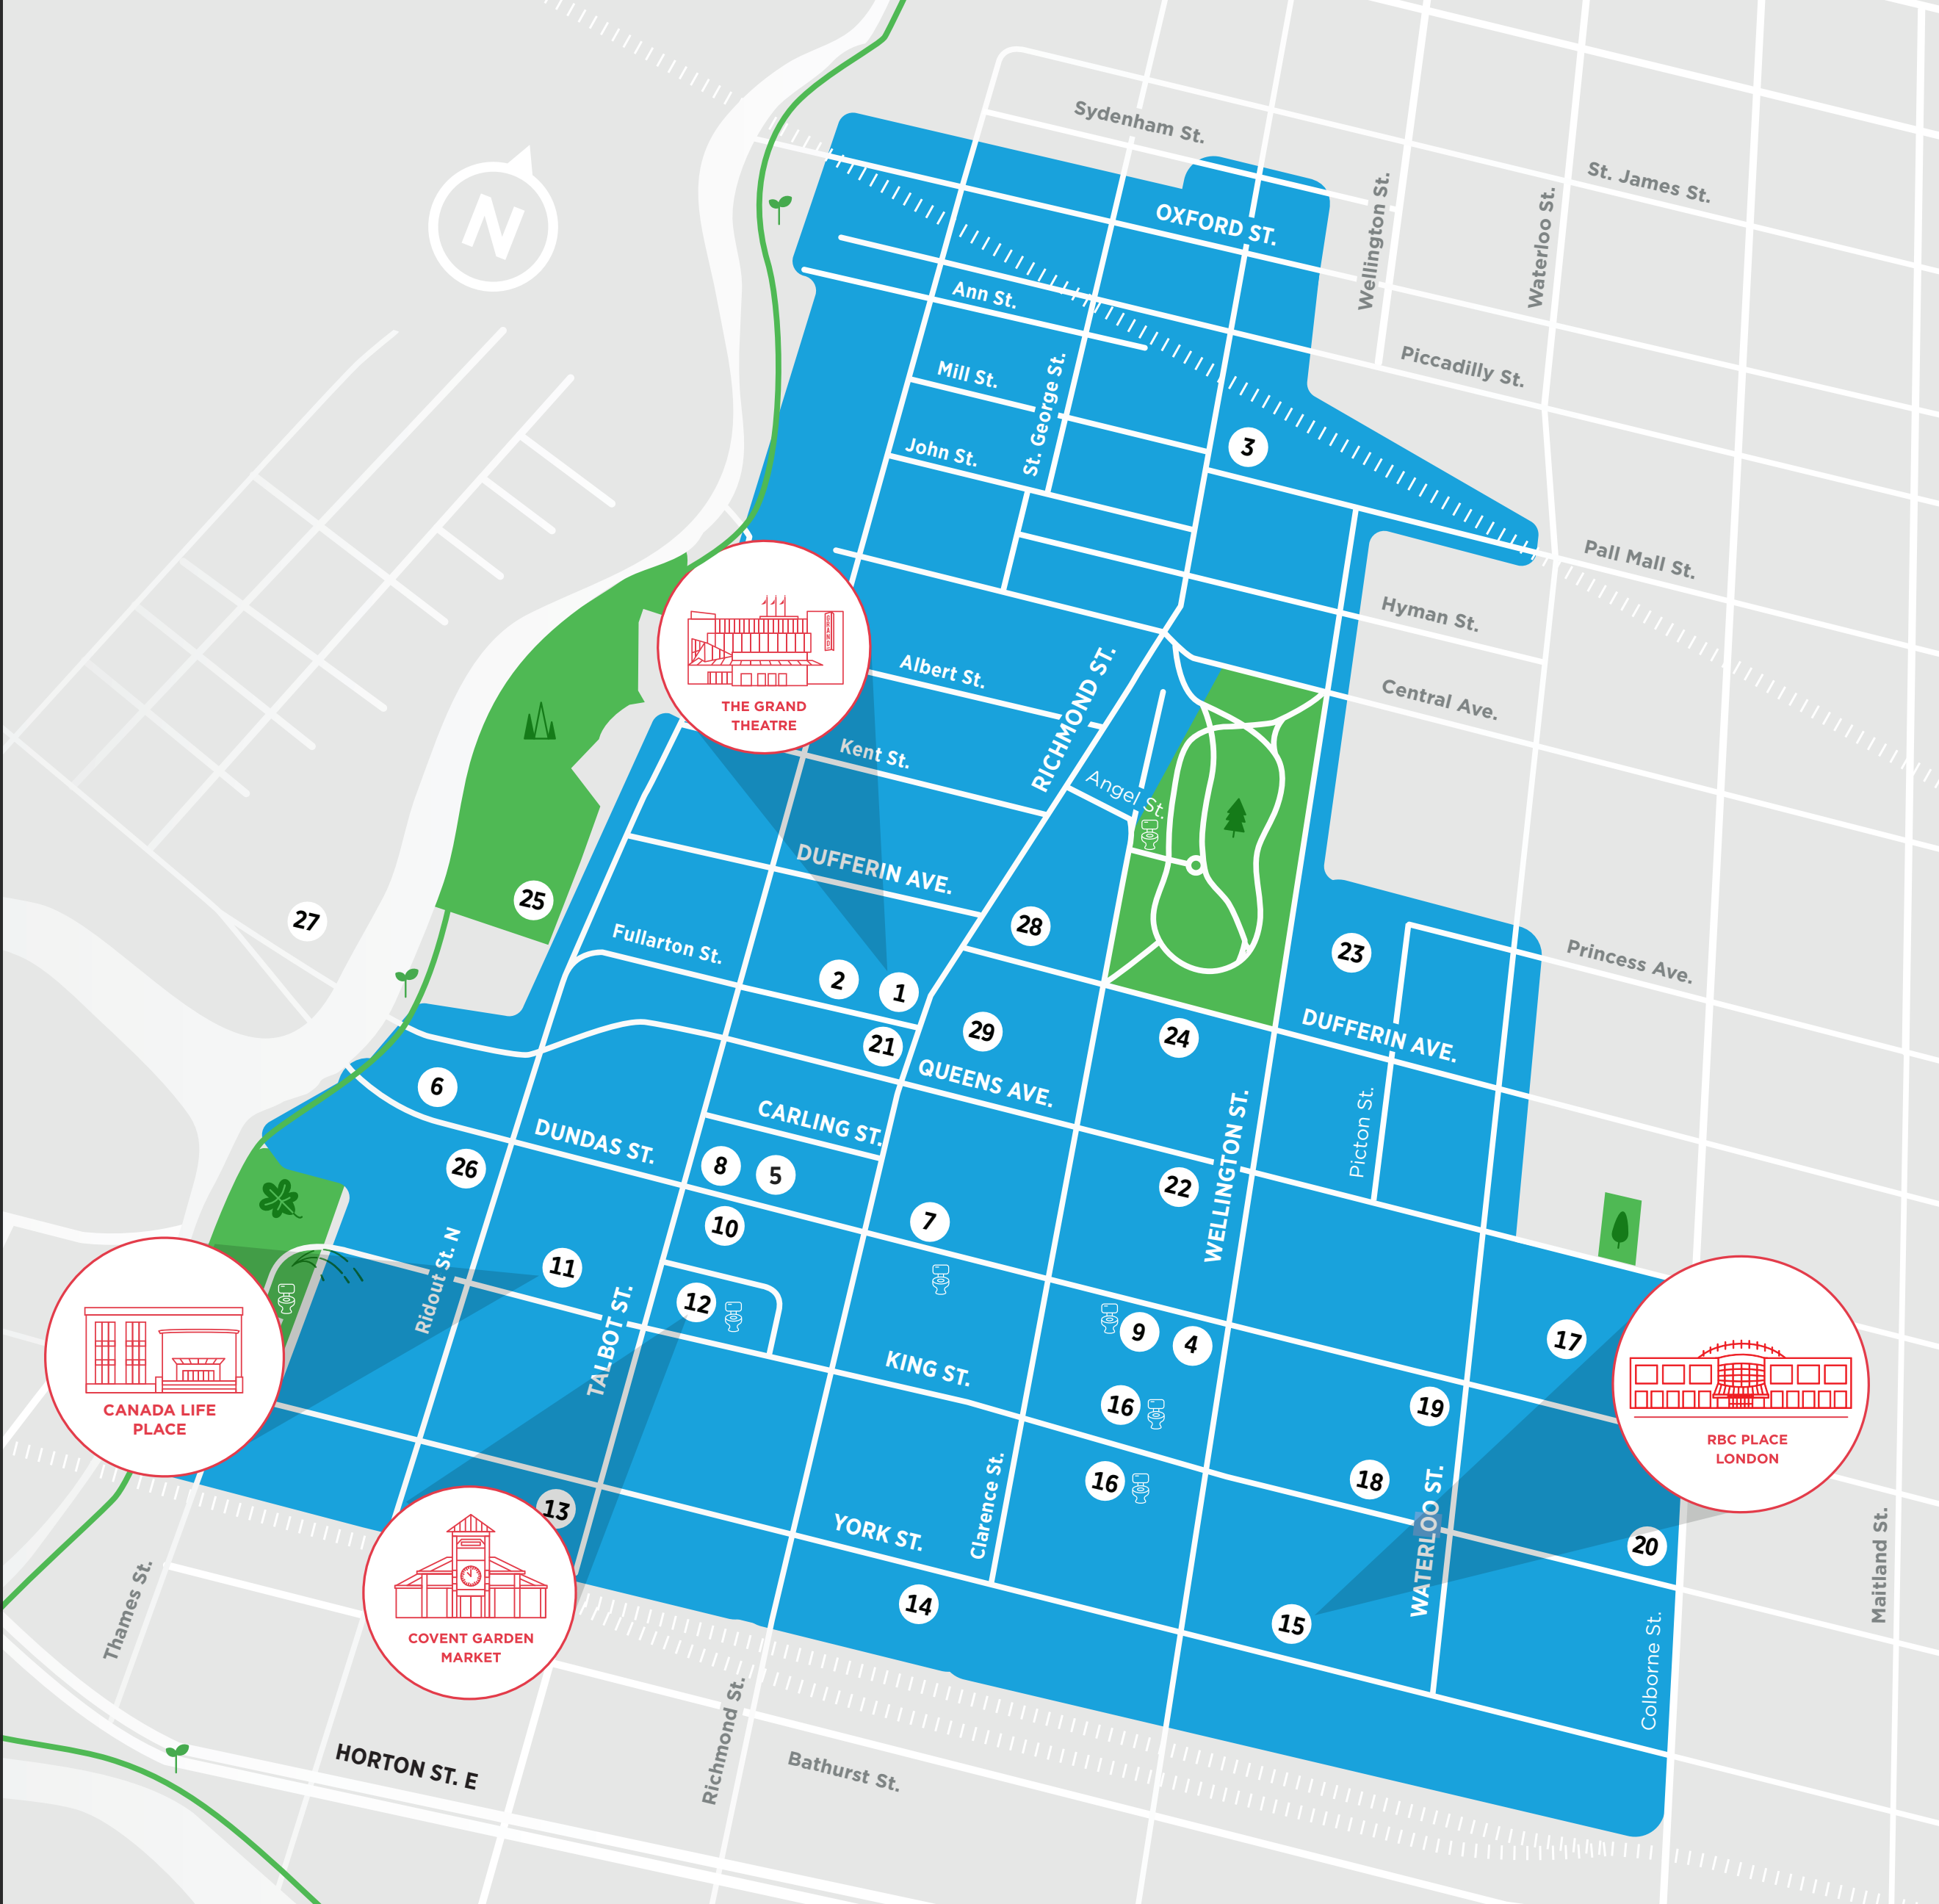 Sydenham St.
N
St. James St.
OXFORD ST.
Wellington St.
Waterloo St.
Ann St.
Piccadilly St.
Mill St.
St. George St.
John St.
3
Pall Mall St.
Hyman St.
GRAND
THE GRAND
THEATRE
Albert St.
RICHMOND ST.
Central Ave.
Kent St.
Angel St.
DUFFERIN AVE.
25
27
28
23
Fullarton St.
Princess Ave.
2
1
29
24
21
DUFFERIN AVE.
6
QUEENS AVE.
Picton St.
CARLING ST.
DUNDAS ST.
WELLINGTON ST.
26
8
5
22
10
7
Ridout St. N
11
12
TALBOT ST.
9
4
17
KING ST.
16
19
CANADA LIFE
PLACE
RBC PLACE
LONDON
Clarence St.
16
18
13
YORK ST.
WATERLOO ST.
20
Maitland St.
14
15
Thames St.
COVENT GARDEN
MARKET
Colborne St.
Richmond St.
HORTON ST. E
Bathurst St.